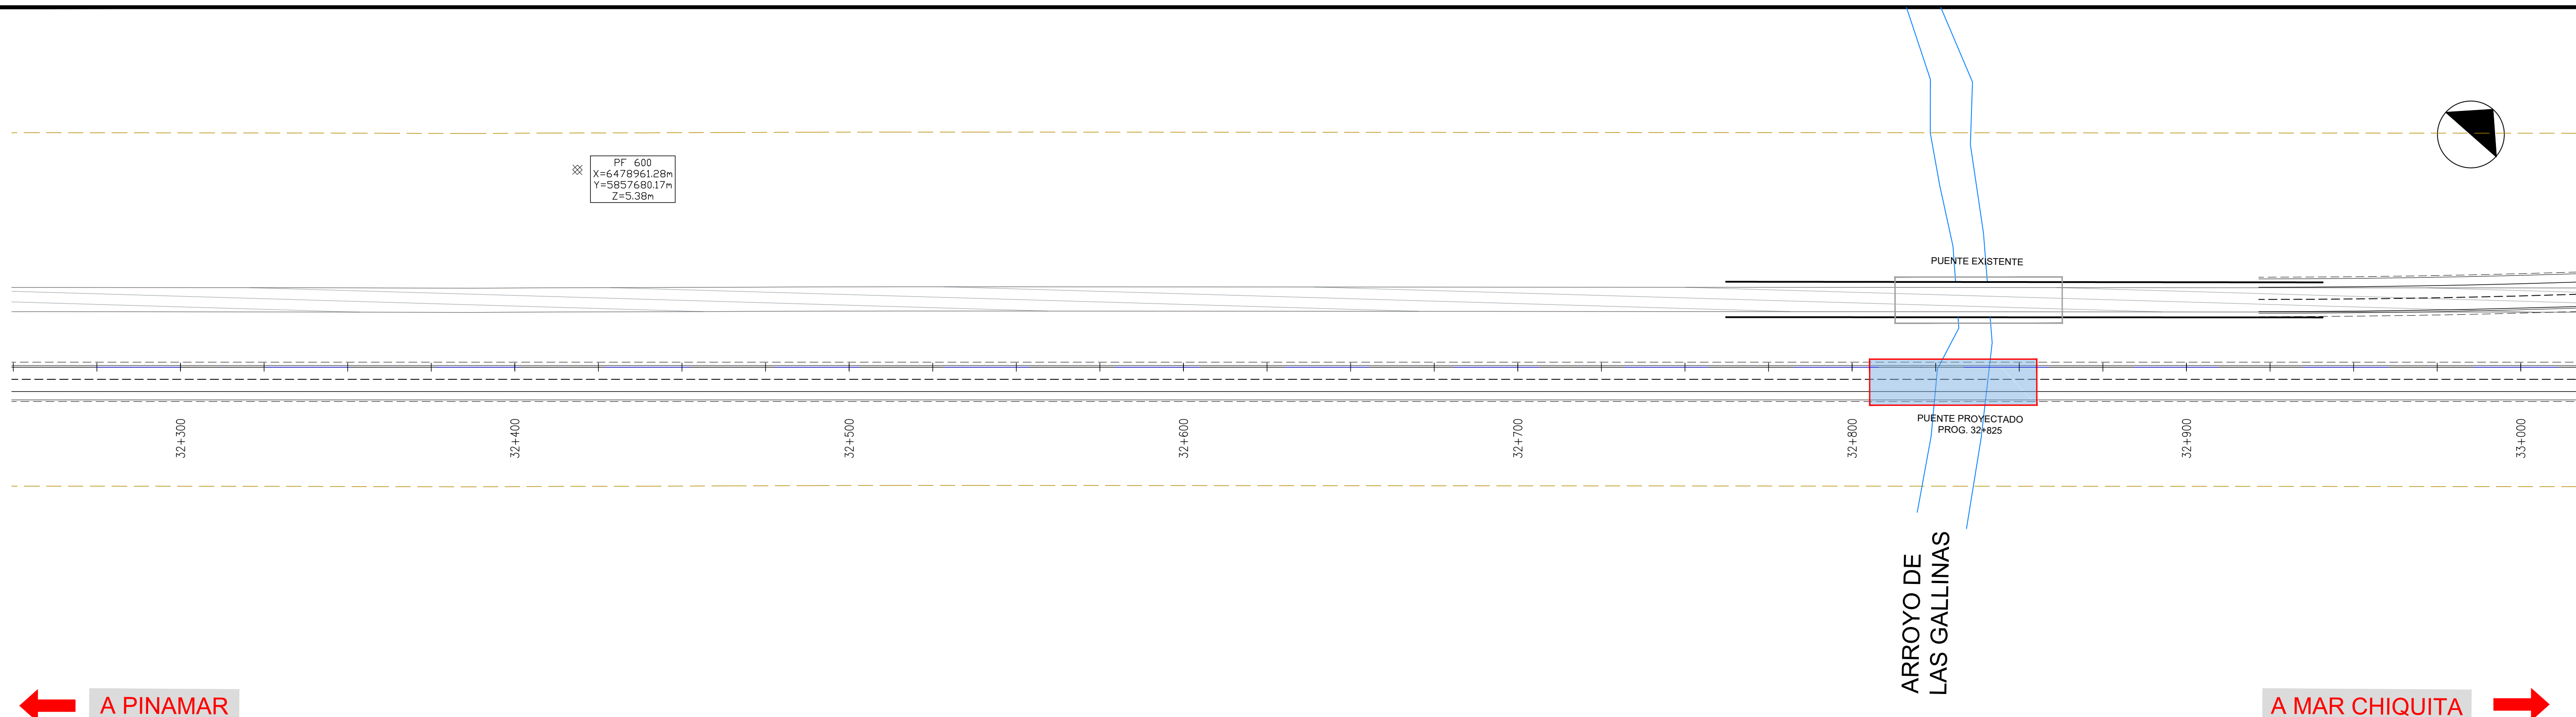 PF 600
X=6478961.28m
Y=5857680.17m
Z=5.38m
PUENTE EXISTENTE
PUENTE PROYECTADO
PROG. 32+825
32+300
32+400
32+500
32+600
32+700
32+800
32+900
33+000
ARROYO DE
LAS GALLINAS
A PINAMAR
A MAR CHIQUITA